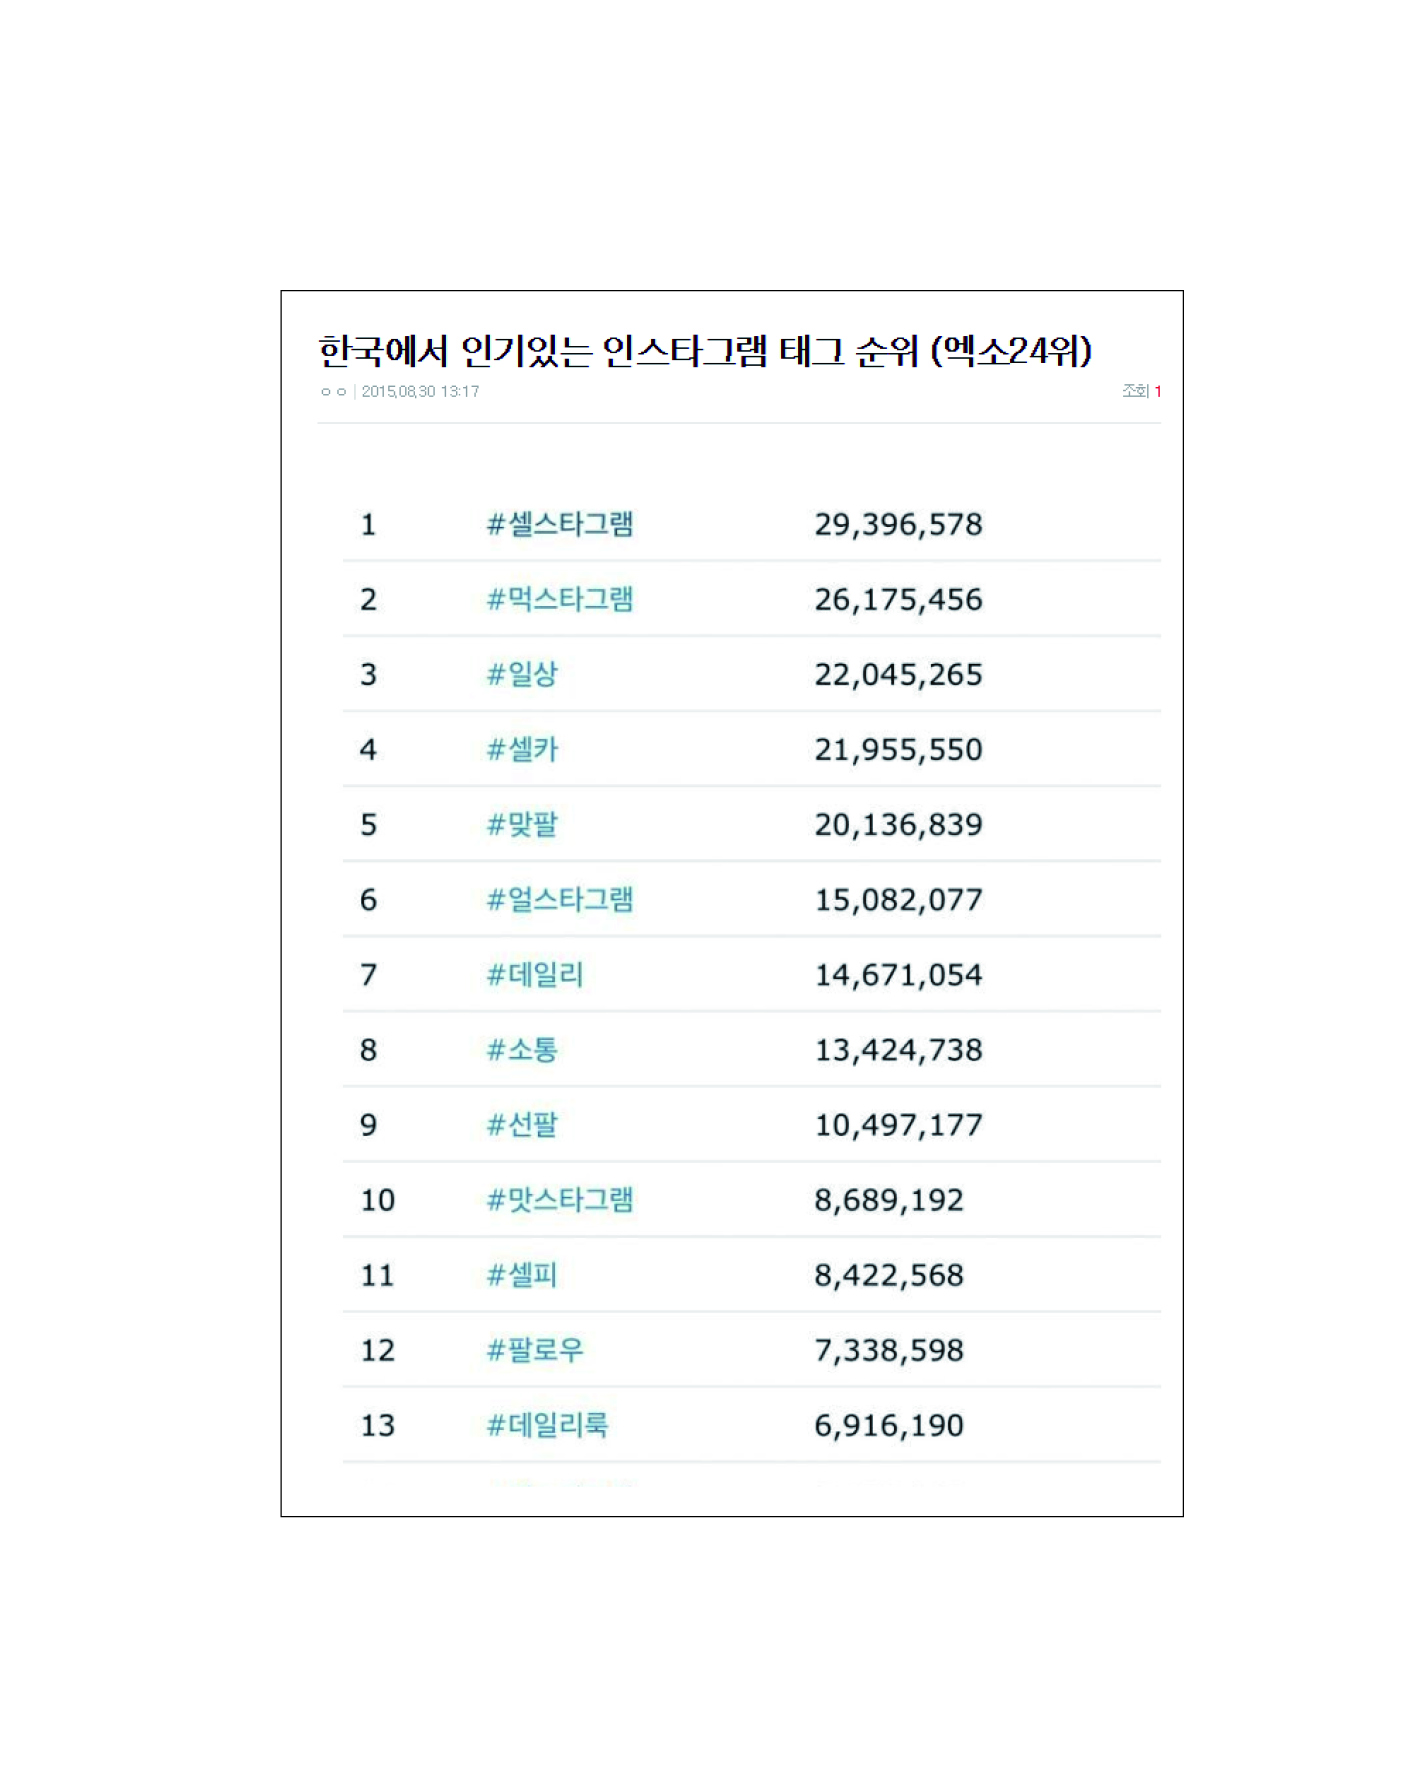 한국에서 인기있는 인스타그램 태그 순위 (엑소24위)
ㅇㅇ | 2015.08.30 13:17 조회 1
1 #셀스타그램 29,396,578
2 #먹스타그램 26,175,456
3 #일상 22,045,265
4 #셀카 21,955,550
5 #맞팔 20,136,839
6 #얼스타그램 15,082,077
7 #데일리 14,671,054
8 #소통 13,424,738
9 #선팔 10,497,177
10 #맛스타그램 8,689,192
11 #셀피 8,422,568
12 #팔로우 7,338,598
13 #데일리룩 6,916,190